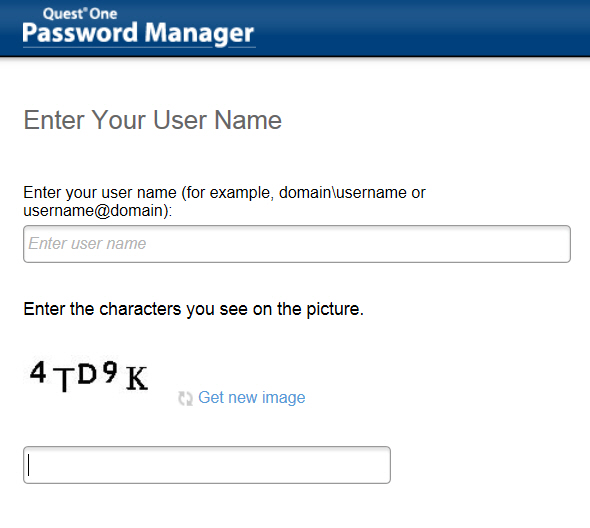 Quest® One
Password Manager
Enter Your User Name
Enter your user name (for example, domain\username or
username@domain):
Enter user name
Enter the characters you see on the picture.
4TD9K
Get new image